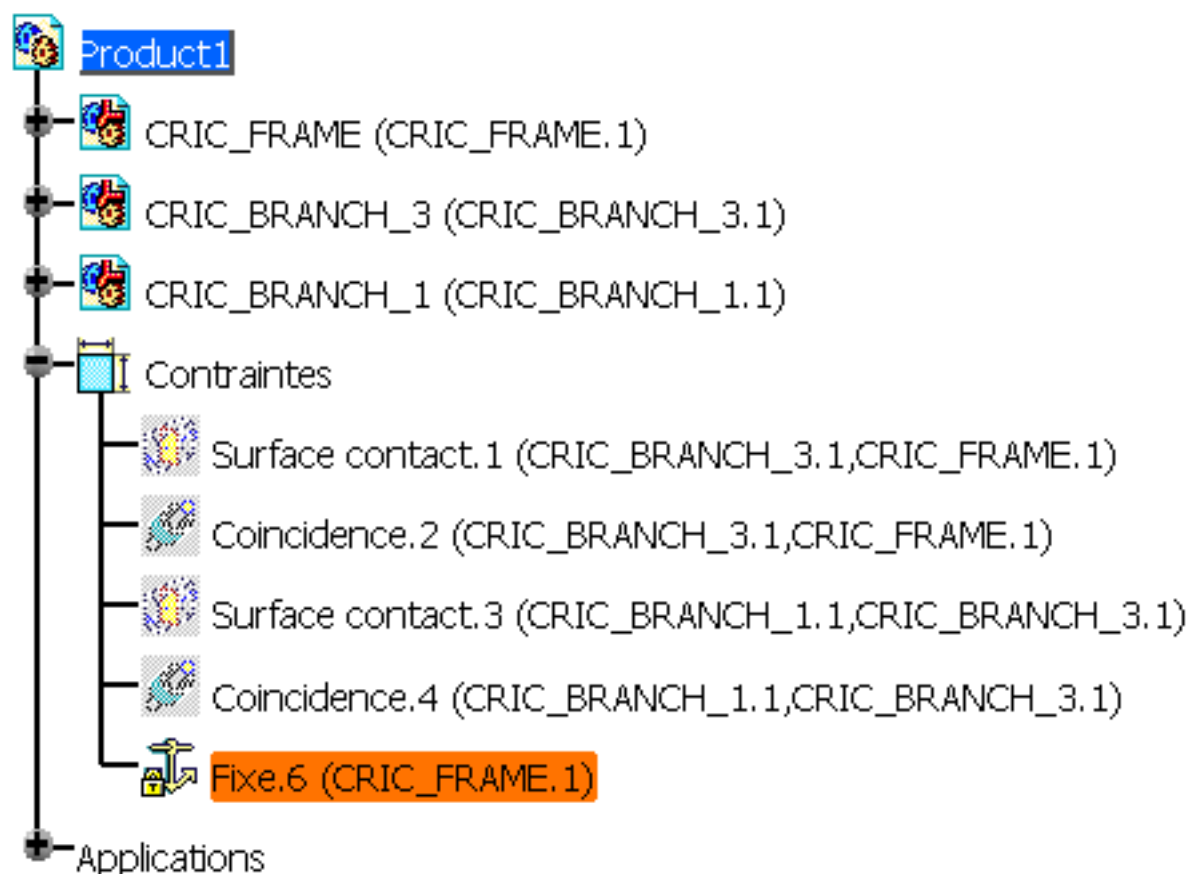 Product1
CRIC_FRAME (CRIC_FRAME.1)
CRIC_BRANCH_3 (CRIC_BRANCH_3.1)
CRIC_BRANCH_1 (CRIC_BRANCH_1.1)
Contraintes
Surface contact.1 (CRIC_BRANCH_3.1,CRIC_FRAME.1)
Coincidence.2 (CRIC_BRANCH_3.1,CRIC_FRAME.1)
Surface contact.3 (CRIC_BRANCH_1.1,CRIC_BRANCH_3.1)
Coincidence.4 (CRIC_BRANCH_1.1,CRIC_BRANCH_3.1)
Fixe.6 (CRIC_FRAME.1)
Applications